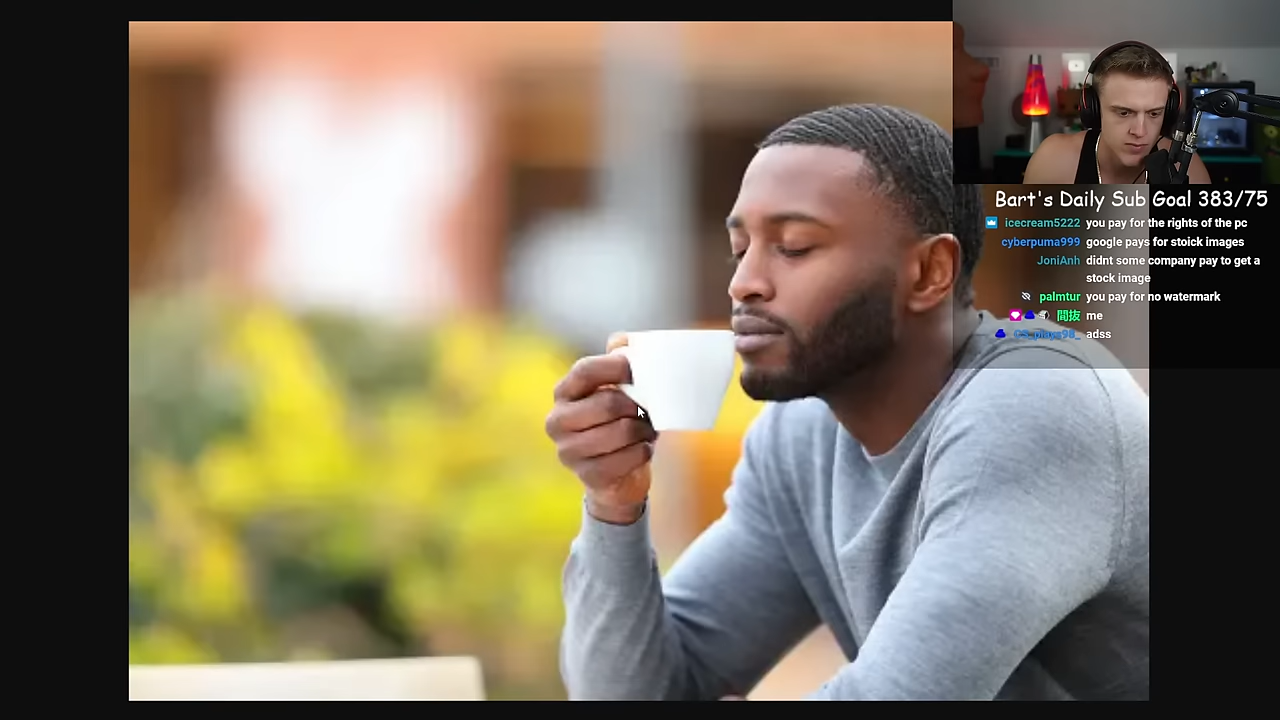 Bart's Daily Sub Goal 383/75
icecream5222 you pay for the rights of the pc
cyberpuma999 google pays for stoick images
JoniAnh didnt some company pay to get a
stock image
palmtur you pay for no watermark
間抜 me
adss